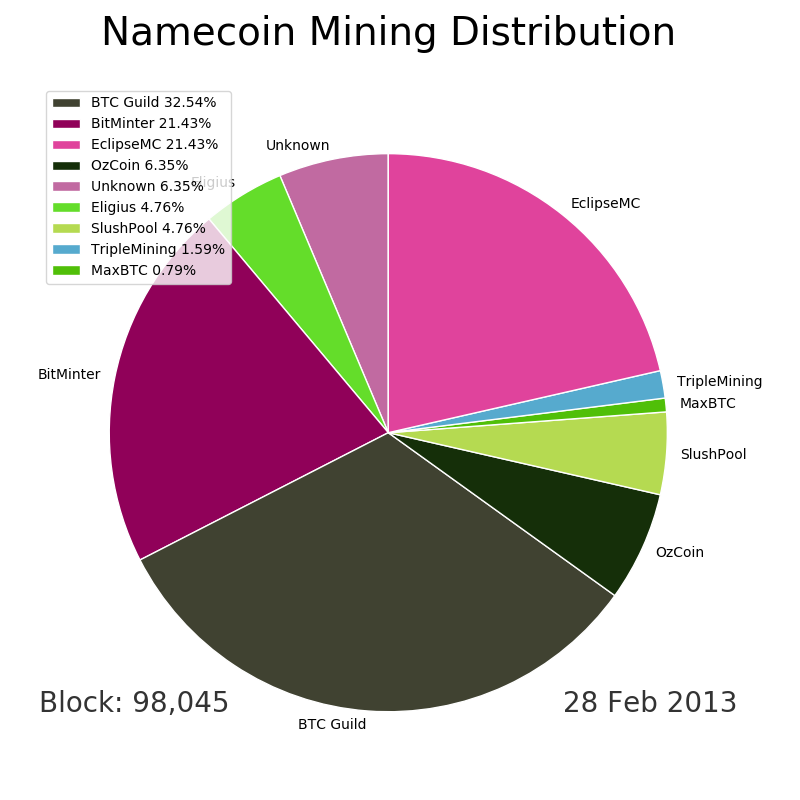 Namecoin Mining Distribution
BTC Guild 32.54%
BitMinter 21.43%
EclipseMC 21.43%
OzCoin 6.35%
Unknown 6.35%
Eligius 4.76%
SlushPool 4.76%
TripleMining 1.59%
MaxBTC 0.79%
Unknown
Eligius
EclipseMC
BitMinter
TripleMining
MaxBTC
SlushPool
OzCoin
BTC Guild
Block: 98,045
28 Feb 2013